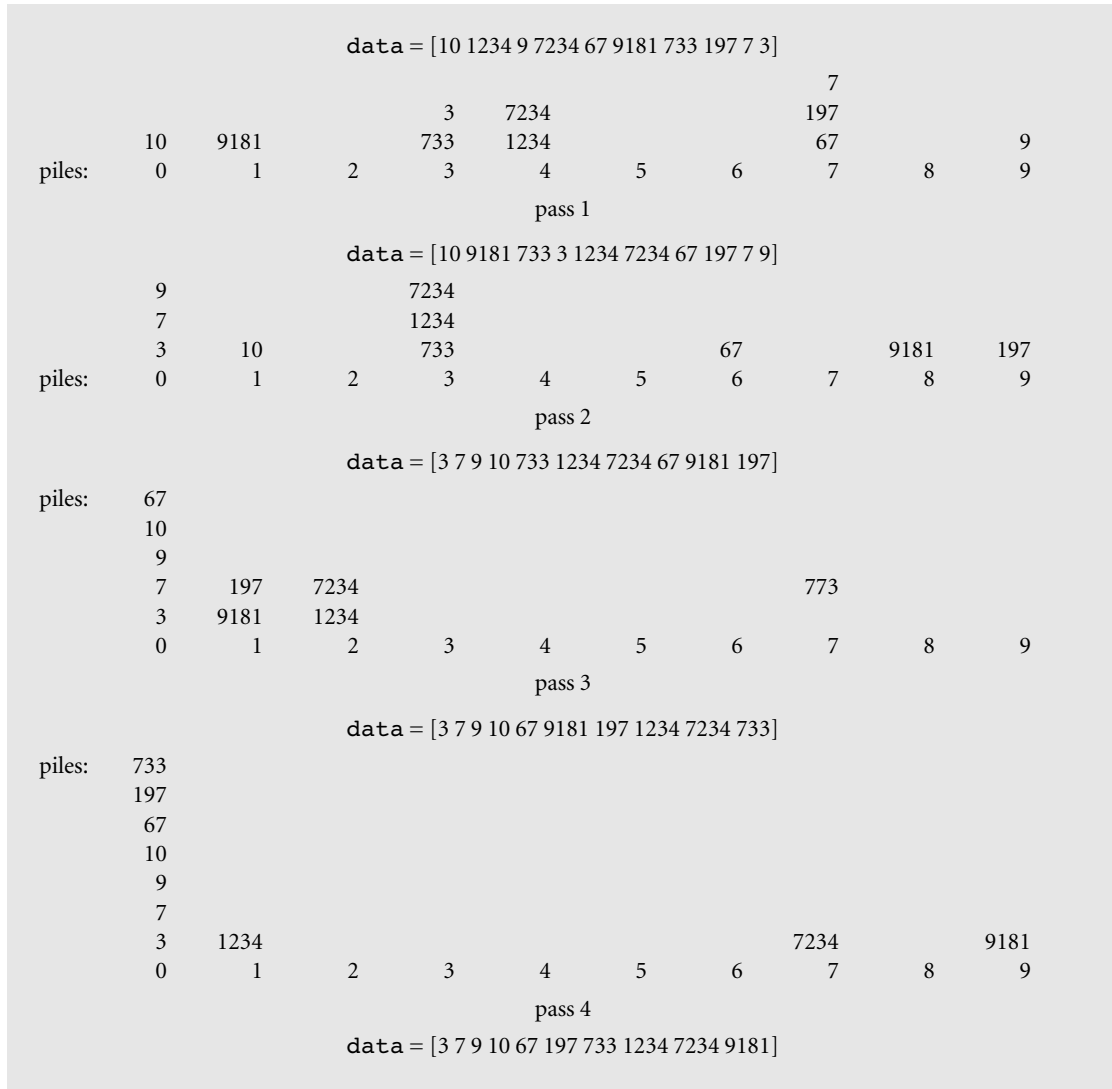 data = [10 1234 9 7234 67 9181 733 197 7 3]
7
3 7234 197
10 9181 733 1234 67 9
piles: 0 1 2 3 4 5 6 7 8 9
pass 1
data = [10 9181 733 3 1234 7234 67 197 7 9]
9 7234
7 1234
3 10 733 67 9181 197
piles: 0 1 2 3 4 5 6 7 8 9
pass 2
data = [3 7 9 10 733 1234 7234 67 9181 197]
piles: 67
10
9
7 197 7234 773
3 9181 1234
0 1 2 3 4 5 6 7 8 9
pass 3
data = [3 7 9 10 67 9181 197 1234 7234 733]
piles: 733
197
67
10
9
7
3 1234 7234 9181
0 1 2 3 4 5 6 7 8 9
pass 4
data = [3 7 9 10 67 197 733 1234 7234 9181]